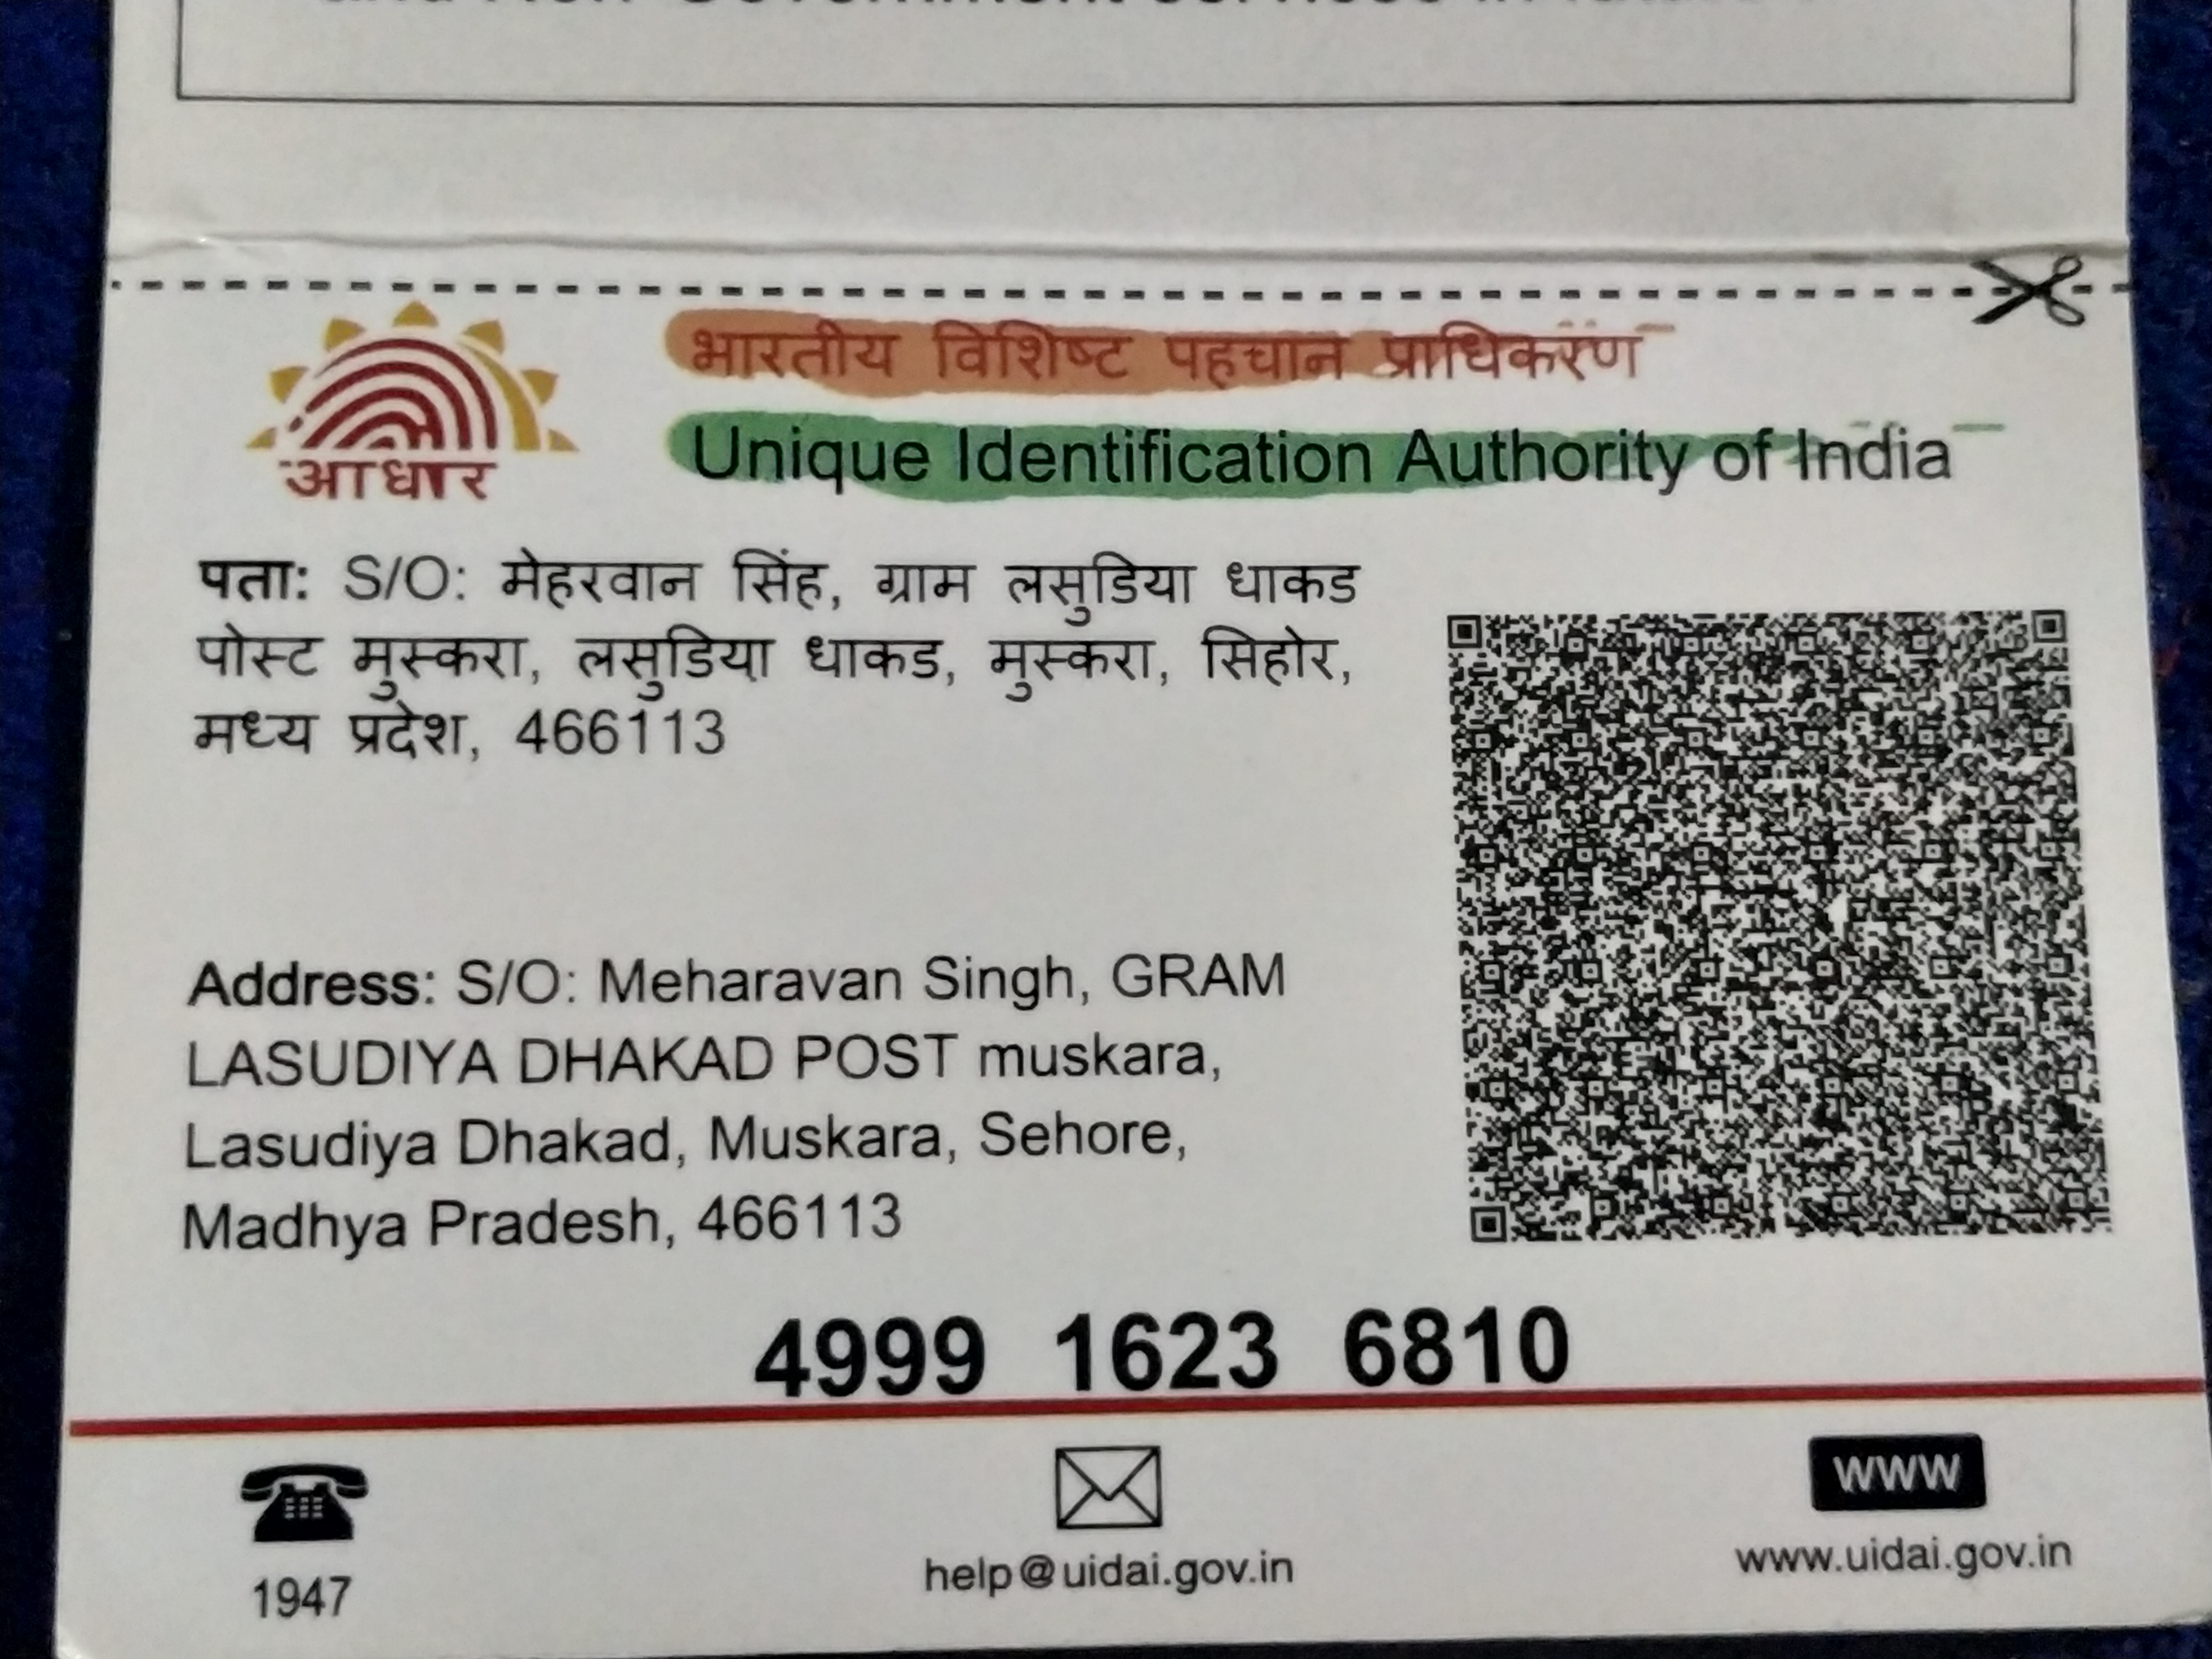 आधार
भारतीय विशिष्ट पहचान प्राधिकरण
Unique Identification Authority of India
पता: S/O: मेहरवान सिंह, ग्राम लसुडिया धाकड
पोस्ट मुस्करा, लसुडिया धाकड, मुस्करा, सिहोर,
मध्य प्रदेश, 466113
Address: S/O: Meharavan Singh, GRAM
LASUDIYA DHAKAD POST muskara,
Lasudiya Dhakad, Muskara, Sehore,
Madhya Pradesh, 466113
4999 1623 6810
1947
help@uidai.gov.in
www
www.uidai.gov.in